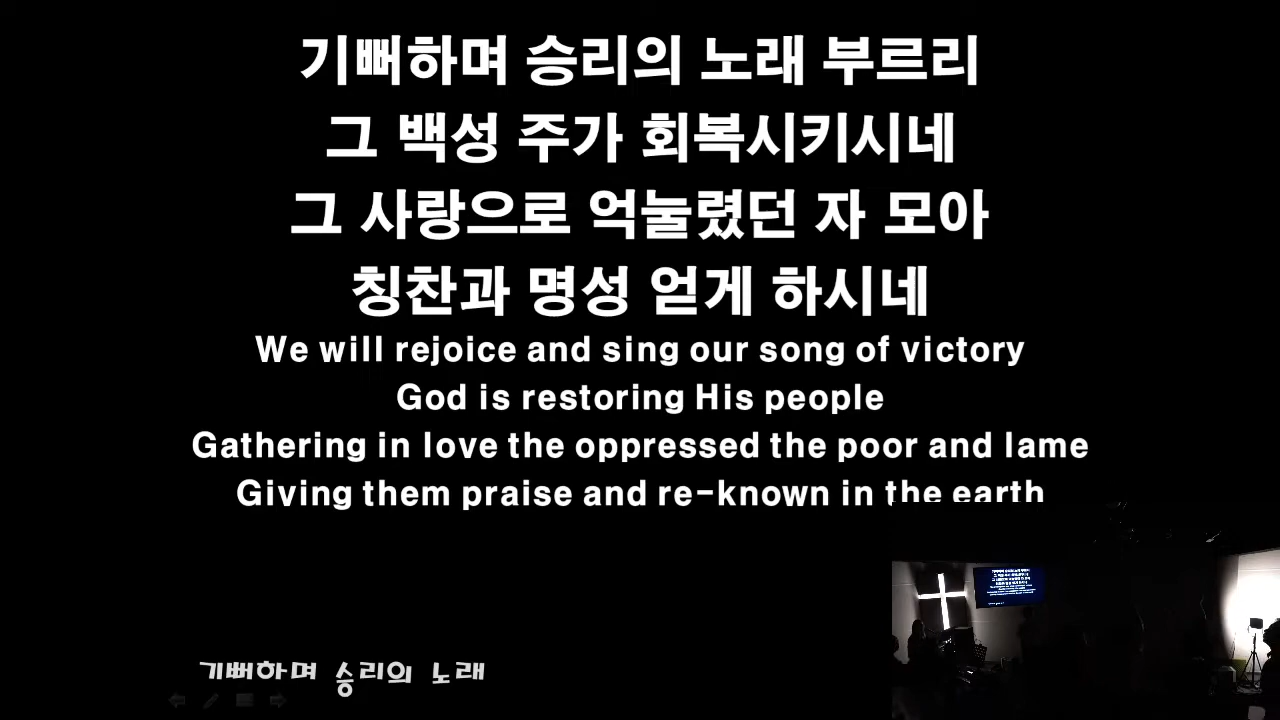 기뻐하며 승리의 노래 부르리
그 백성 주가 회복시키시네
그 사랑으로 억눌렸던 자 모아
칭찬과 명성 얻게 하시네
We will rejoice and sing our song of victory
God is restoring His people
Gathering in love the oppressed the poor and lame
Giving them praise and re-known in the earth
기뻐하며 승리의 노래